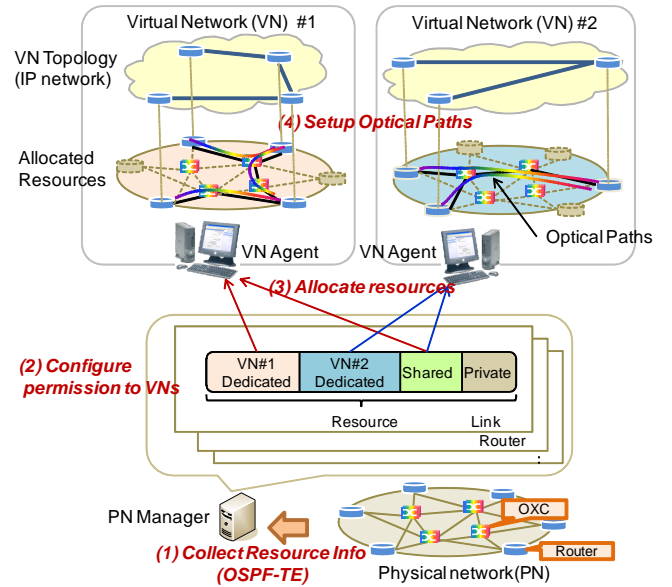 Virtual Network (VN) #1
Virtual Network (VN) #2
VN Topology
(IP network)
(4) Setup Optical Paths
Allocated
Resources
Optical Paths
VN Agent
VN Agent
(3) Allocate resources
(2) Configure
permission to VNs
VN#1
Dedicated
VN#2
Dedicated
Shared
Private
Resource
Link
Router
:
PN Manager
OXC
(1) Collect Resource Info
(OSPF-TE)
Router
Physical network(PN)